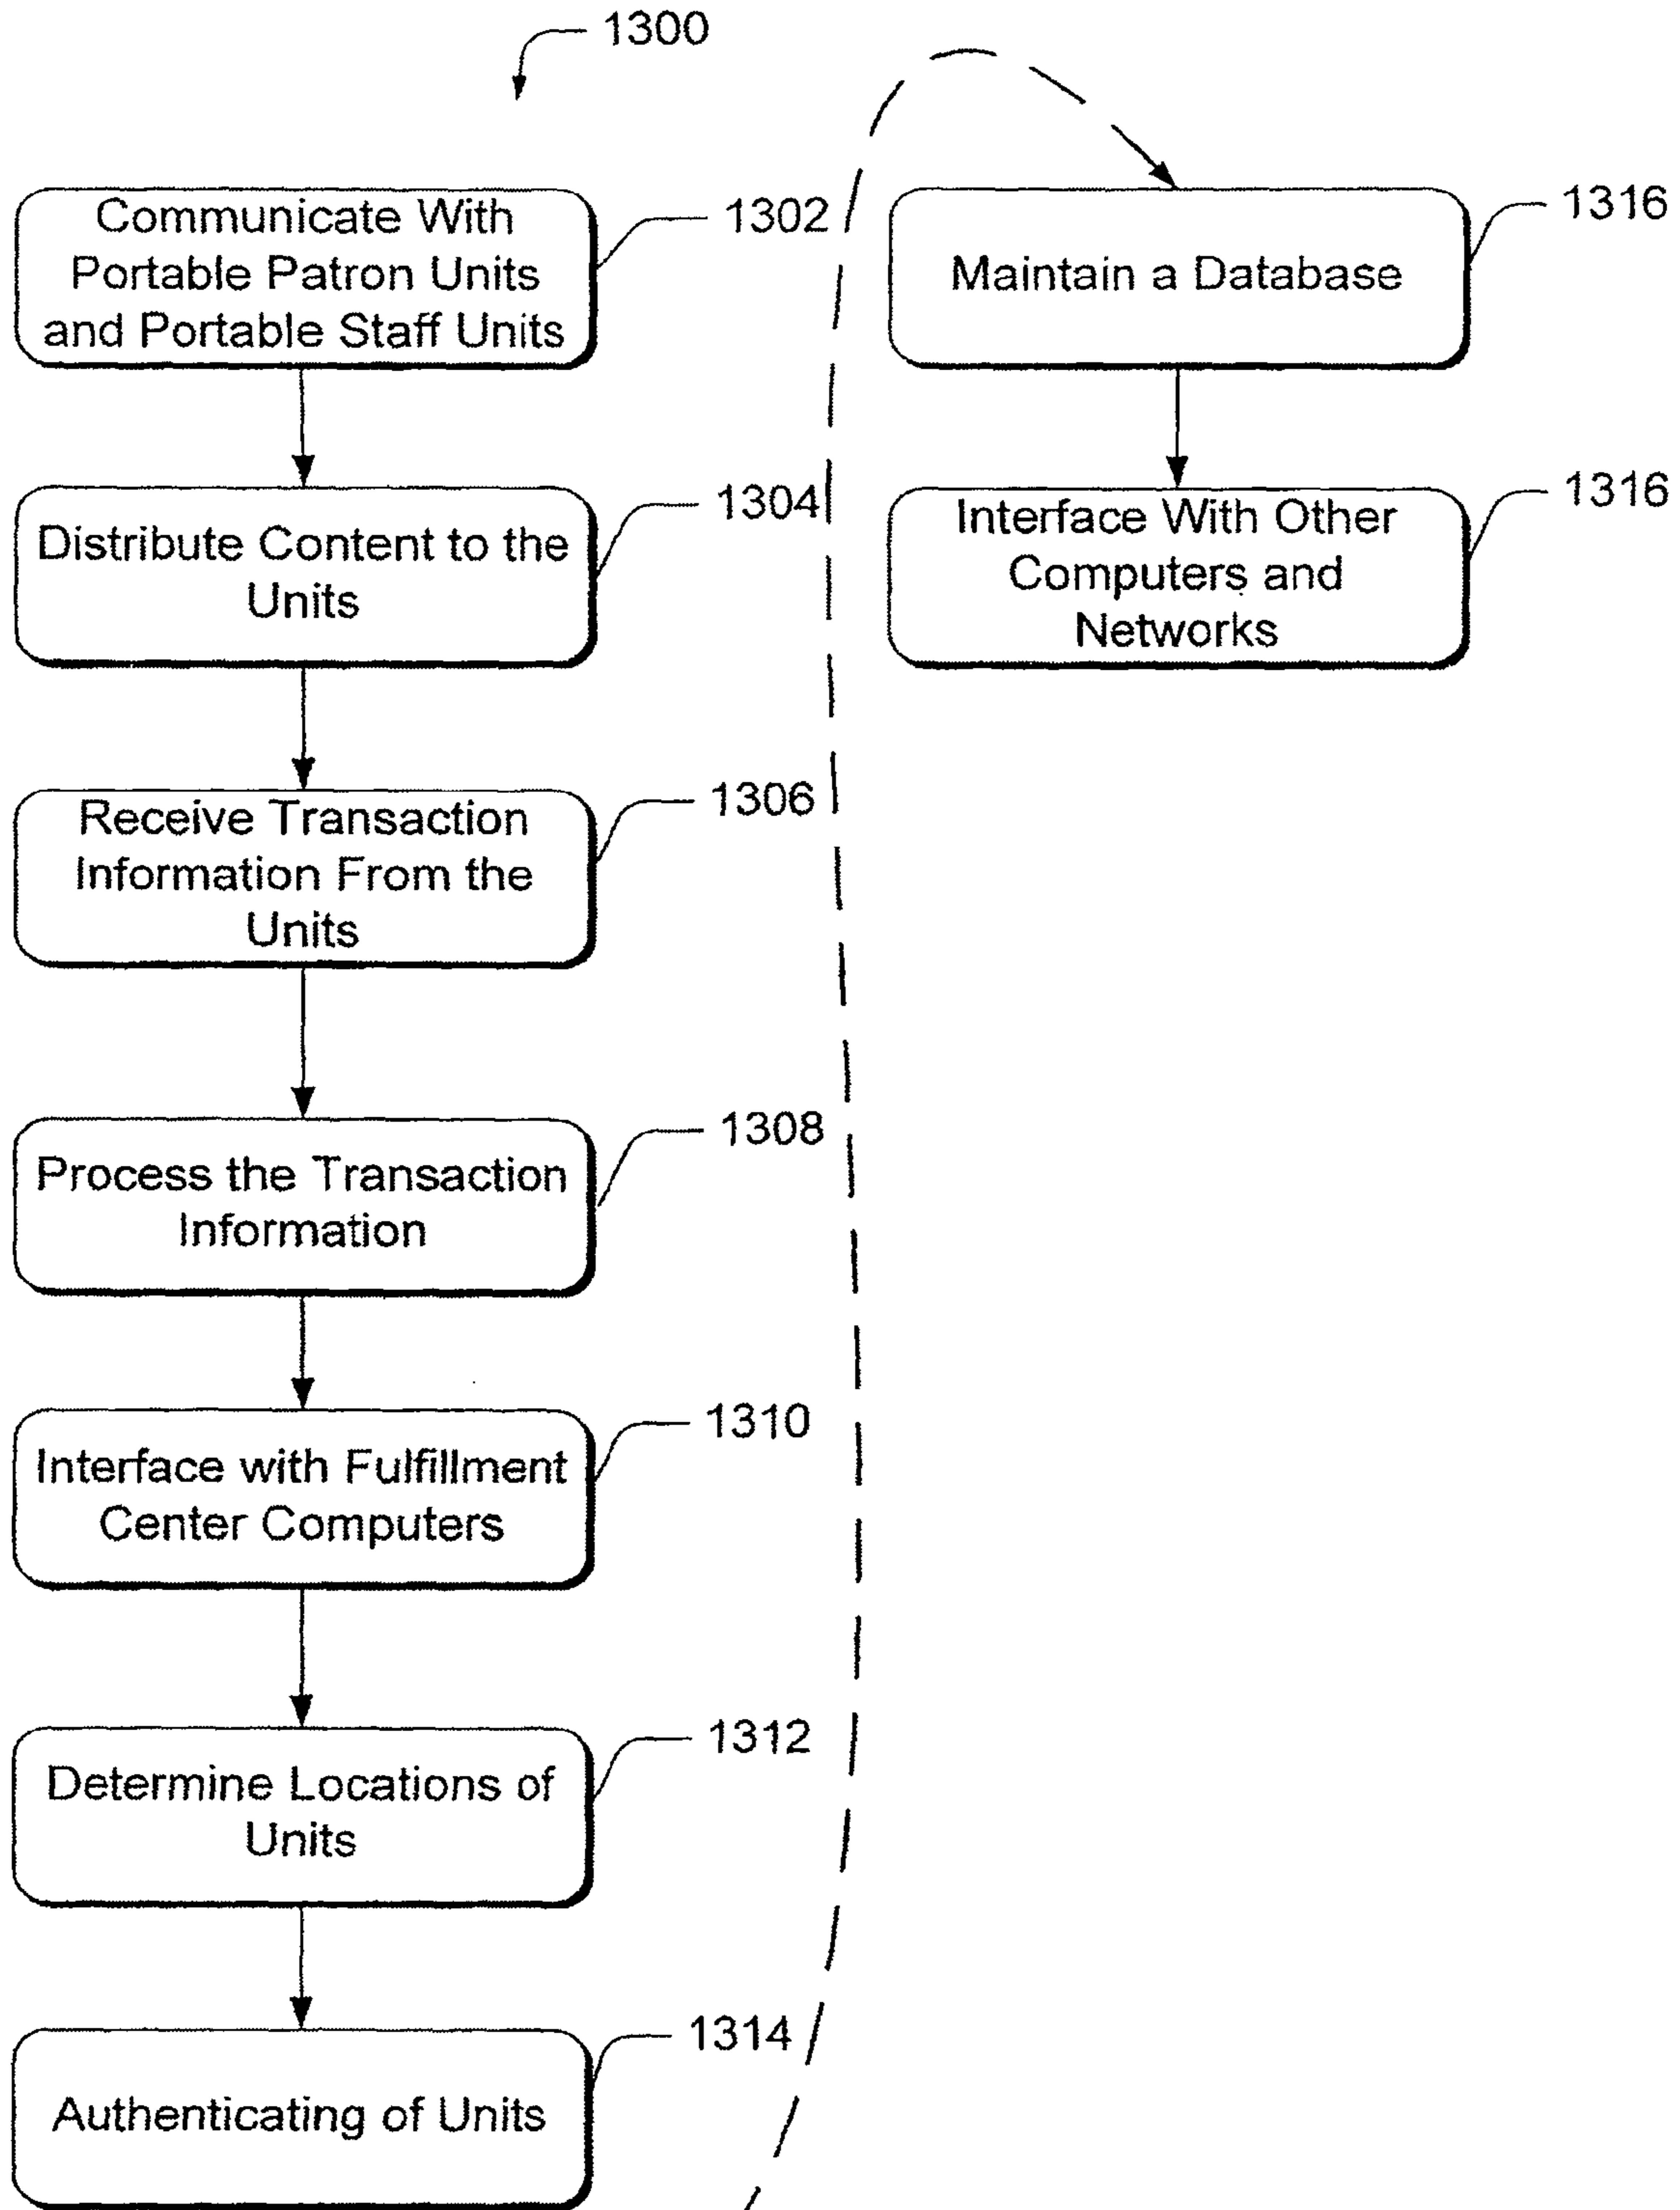 1300
Communicate With
Portable Patron Units
and Portable Staff Units
1302
Distribute Content to the
Units
1304
Receive Transaction
Information From the
Units
1306
Process the Transaction
Information
1308
Interface with Fulfillment
Center Computers
1310
Determine Locations of
Units
1312
Authenticating of Units
1314
Maintain a Database
1316
Interface With Other
Computers and
Networks
1316